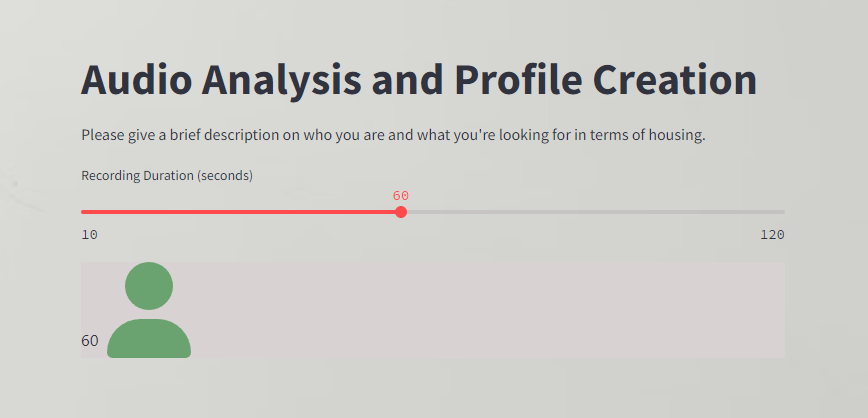 Audio Analysis and Profile Creation
Please give a brief description on who you are and what you're looking for in terms of housing.
Recording Duration (seconds)
60
10 120
60